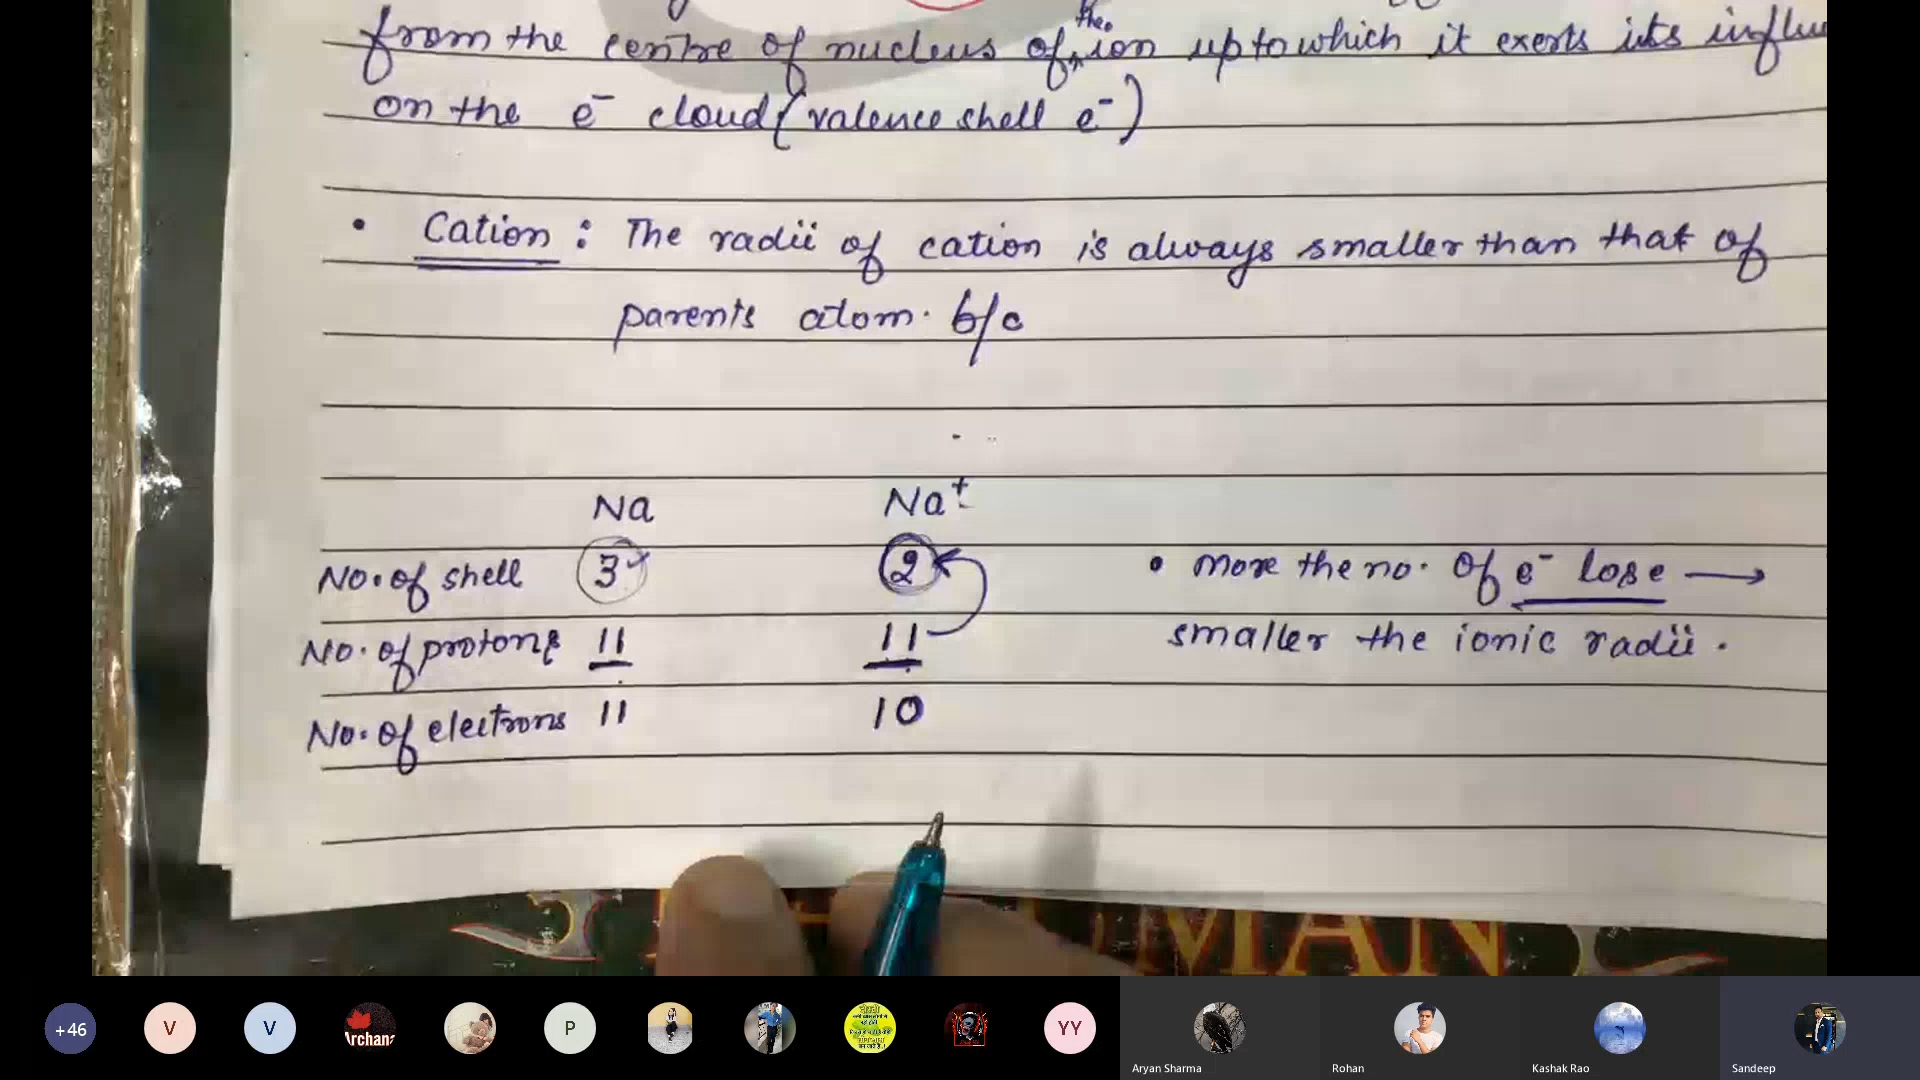 from the centre of nucleus of the ion upto which it exerts its influe
on the e⁻ cloud (valence shell e⁻)
• Cation : The radii of cation is always smaller than that of
parents atom. b/c
Na Na⁺
No. of shell 3 2
No. of protons 11 11
No. of electrons 11 10
• more the no. of e⁻ lose →
smaller the ionic radii.
MAN
+46 V V Archana P YY
Aryan Sharma Rohan Kashak Rao Sandeep